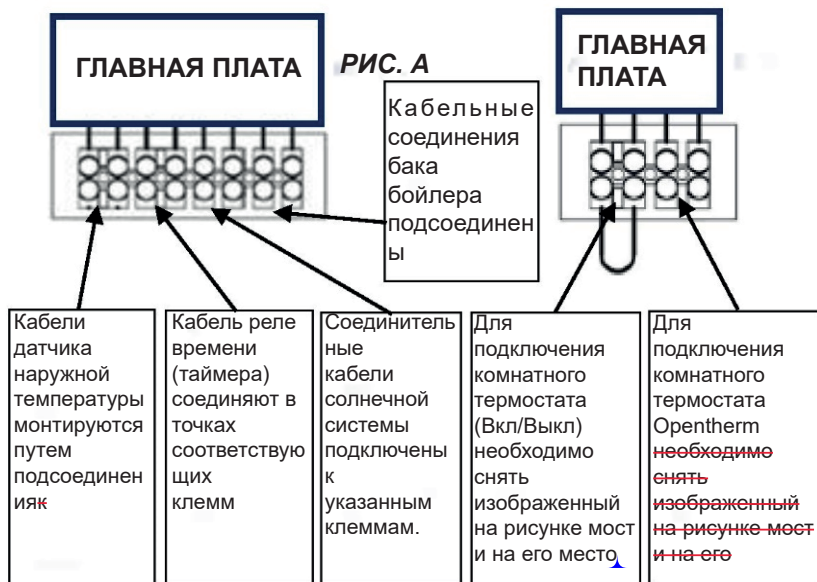 ГЛАВНАЯ ПЛАТА
РИС. А
ГЛАВНАЯ
ПЛАТА
Кабельные
соединения
бака
бойлера
подсоединен
ы
Кабели
датчика
наружной
температуры
монтируются
путем
подсоединен
ияк
Кабель реле
времени
(таймера)
соединяют в
точках
соответствую
щих
клемм
Соединитель
ные
кабели
солнечной
системы
подключены
к
указанным
клеммам.
Для
подключения
комнатного
термостата
(Вкл/Выкл)
необходимо
снять
изображенный
на рисунке мост
и на его место
Для
подключения
комнатного
термостата
Opentherm
необходимо
снять
изображенный
на рисунке мост
и на его